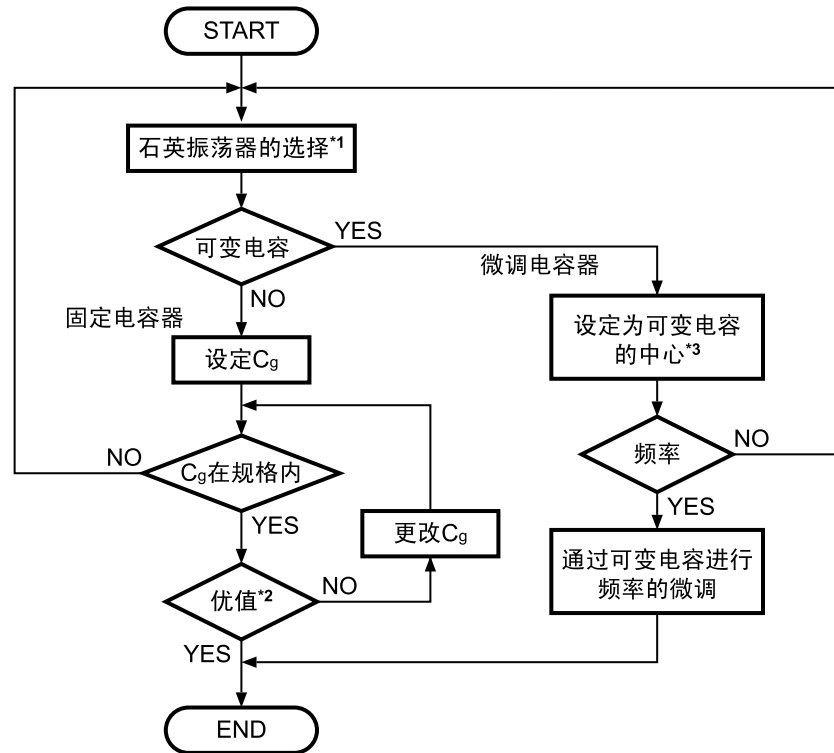 START
石英振荡器的选择*1
可变电容
YES
微调电容器
NO
固定电容器
设定Cg
设定为可变电容
的中心*3
频率
NO
YES
Cg在规格内
NO
YES
更改Cg
通过可变电容进行
频率的微调
优值*2
NO
YES
END